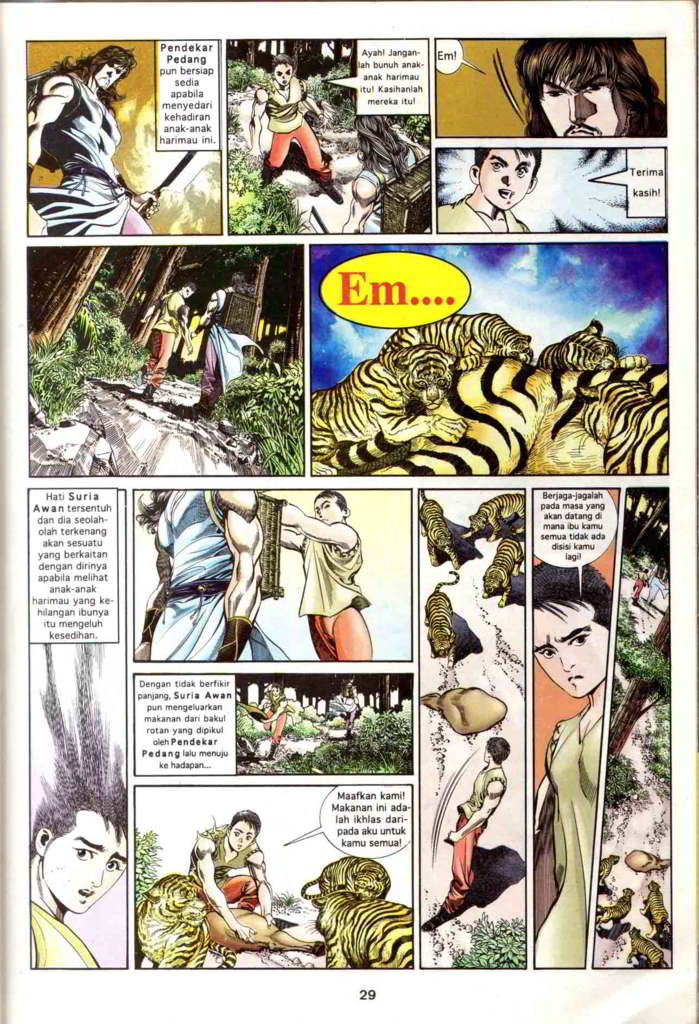 Pendekar
Pedang
pun bersiap
sedia
apabila
menyedari
kehadiran
anak-anak
harimau ini.
Ayah! Jangan-
lah bunuh anak-
anak harimau
itu! Kasihanlah
mereka itu!
Em!
Terima
kasih!
Em....
Hati Suria
Awan tersentuh
dan dia seolah-
olah terkenang
akan sesuatu
yang berkaitan
dengan dirinya
apabila melihat
anak-anak
harimau yang ke-
hilangan ibunya
itu mengeluh
kesedihan.
Dengan tidak berfikir
panjang, Suria Awan
pun mengeluarkan
makanan dari bakul
rotan yang dipikul
oleh Pendekar
Pedang lalu menuju
ke hadapan...
Maafkan kami!
Makanan ini ada-
lah ikhlas dari-
pada aku untuk
kamu semua!
Berjaga-jagalah
pada masa yang
akan datang di
mana ibu kamu
semua tidak ada
disisi kamu
lagi!
29